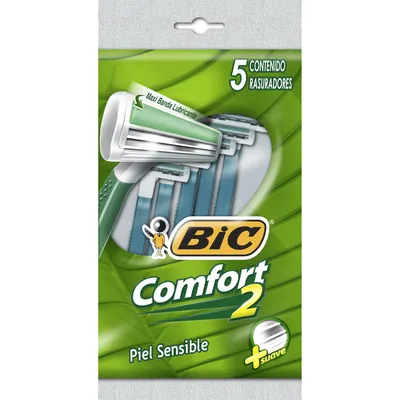 5 CONTENIDO
RASURADORES
Maxi Banda Lubricante
BIC
Comfort
2
Piel Sensible
+suave